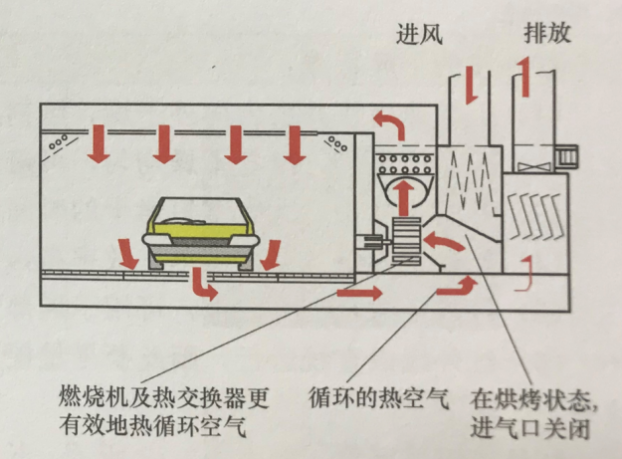 进风
排放
燃烧机及热交换器更
有效地热循环空气
循环的热空气
在烘烤状态，
进气口关闭